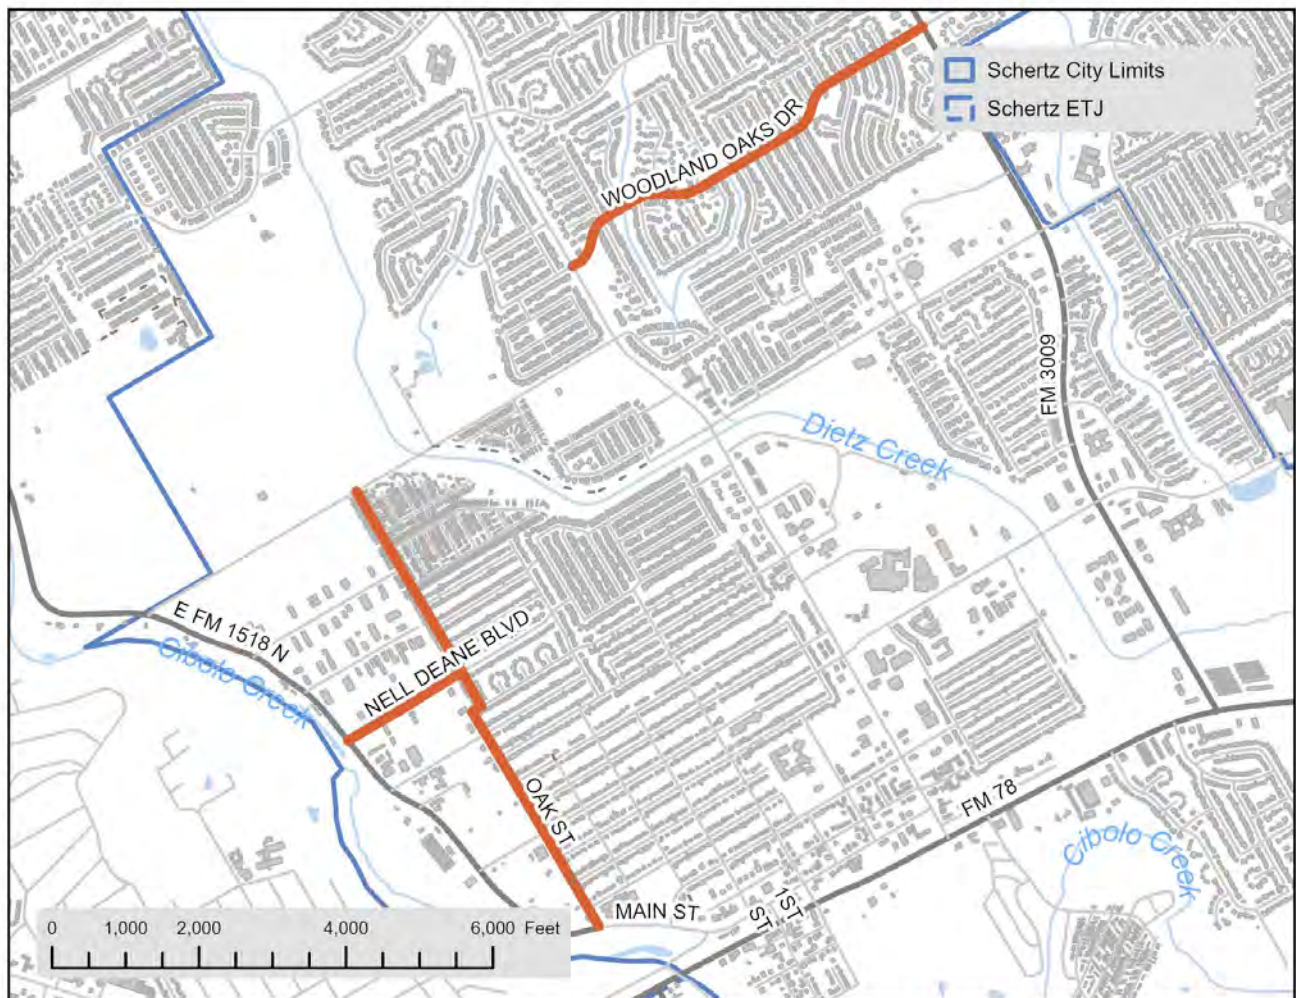 Schertz City Limits
Schertz ETJ
WOODLAND OAKS DR
FM 3009
Dietz Creek
E FM 1518 N
Cibolo Creek
NELL DEANE BLVD
OAK ST
FM 78
Cibolo Creek
MAIN ST
1ST
ST
0 1,000 2,000 4,000 6,000 Feet